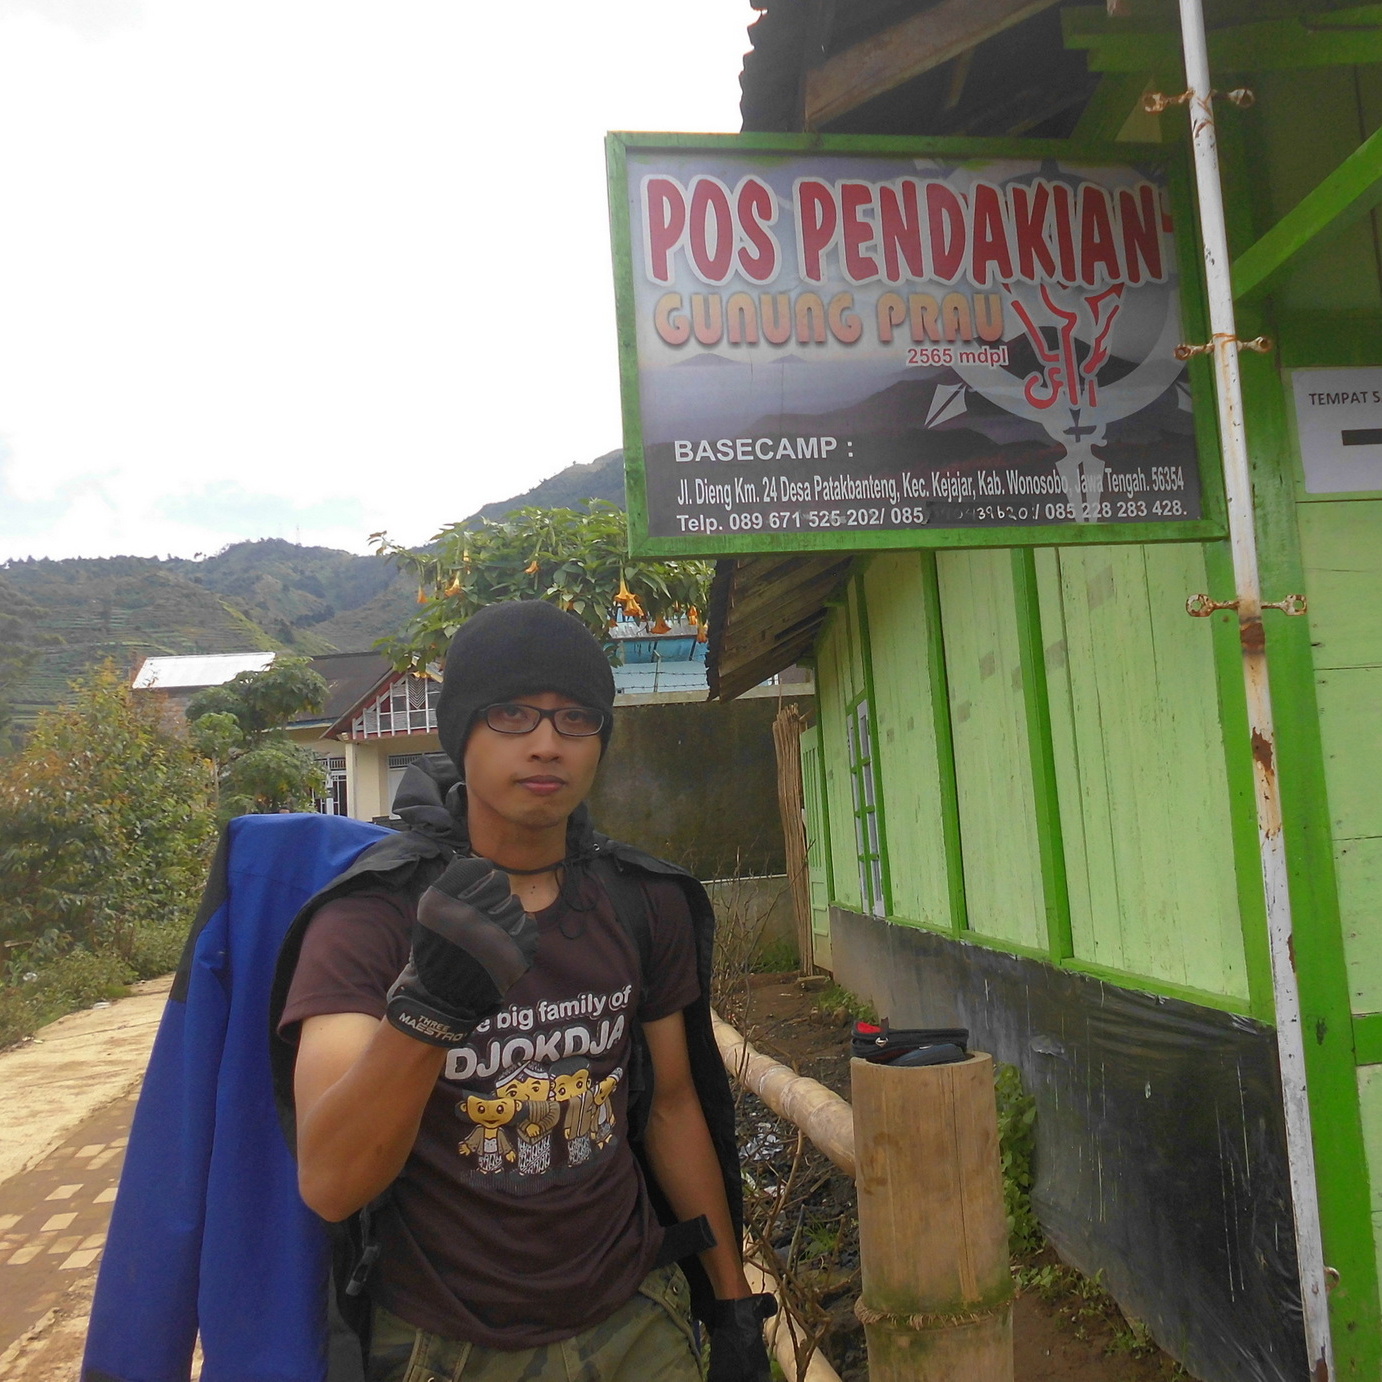 POS PENDAKIAN
GUNUNG PRAU
2565 mdpl
BASECAMP :
Jl. Dieng Km. 24 Desa Patakbanteng, Kec. Kejajar, Kab. Wonosobo, Jawa Tengah. 56354
Telp. 089 671 525 202/ 085 / 085 228 283 428.
TEMPAT
big family of
DJOKDJA
THREE
MAESTRO